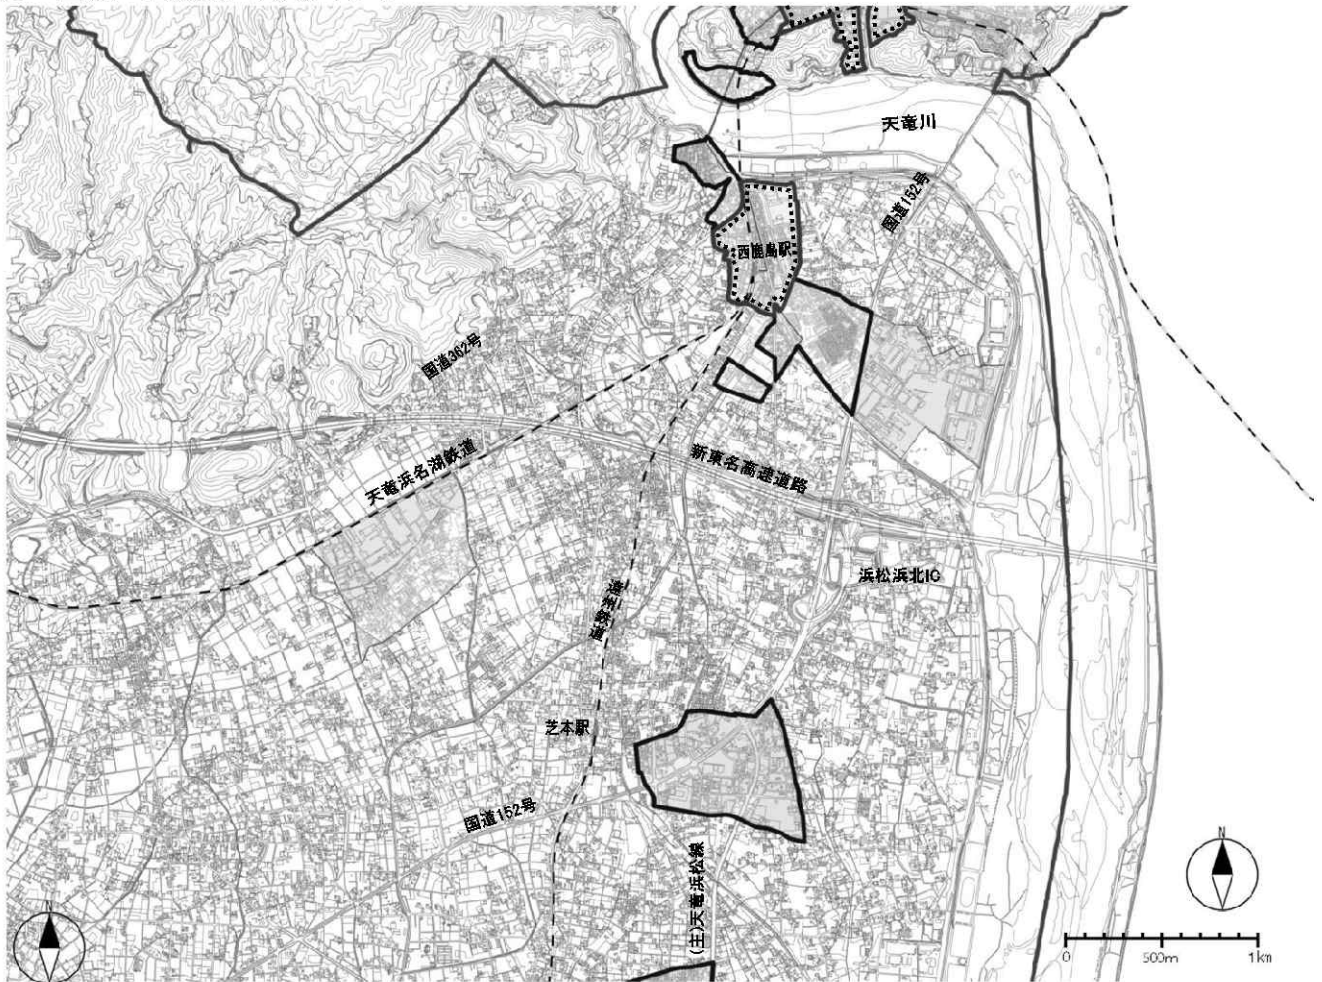 天竜川
国道152号
西鹿島駅
国道362号
新東名高速道路
天竜浜名湖鉄道
浜松浜北IC
遠州鉄道
芝本駅
国道152号
(主)天竜浜松線
N
N
0 500m 1km